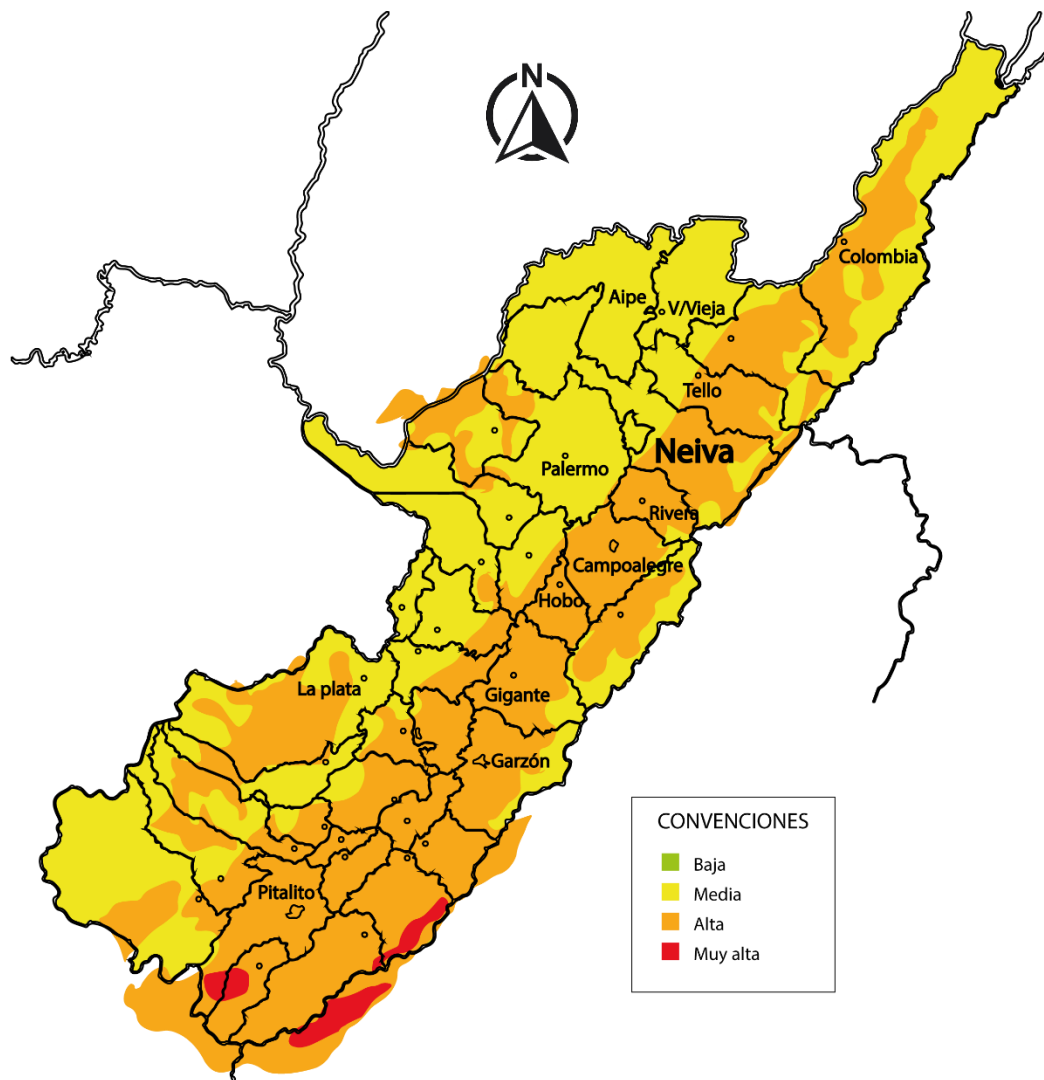 N
Colombia
Aipe
V/Vieja
Tello
Neiva
Palermo
Rivera
Campoalegre
Hobo
La plata
Gigante
Garzón
Pitalito
CONVENCIONES
Baja
Media
Alta
Muy alta